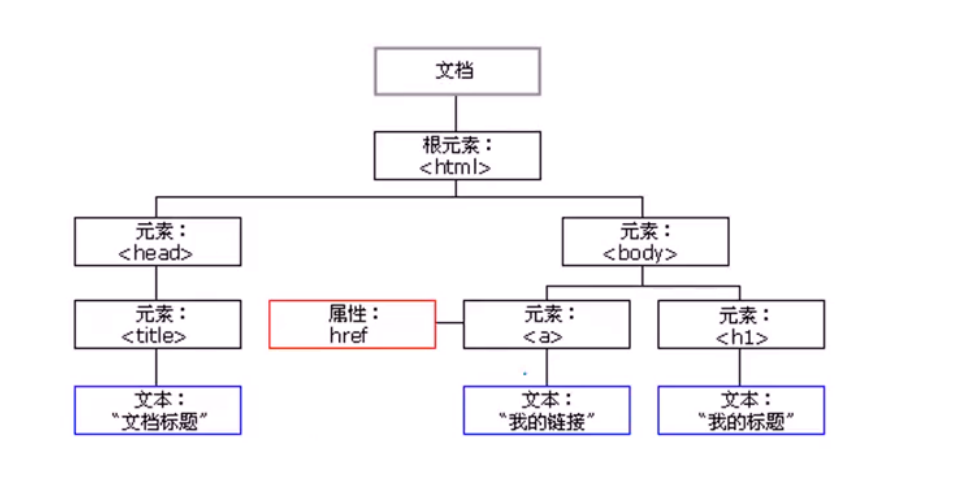 文档
根元素：
<html>
元素：
<head>
元素：
<body>
元素：
<title>
属性：
href
元素：
<a>
元素：
<h1>
文本：
“文档标题”
文本：
“我的链接”
文本：
“我的标题”